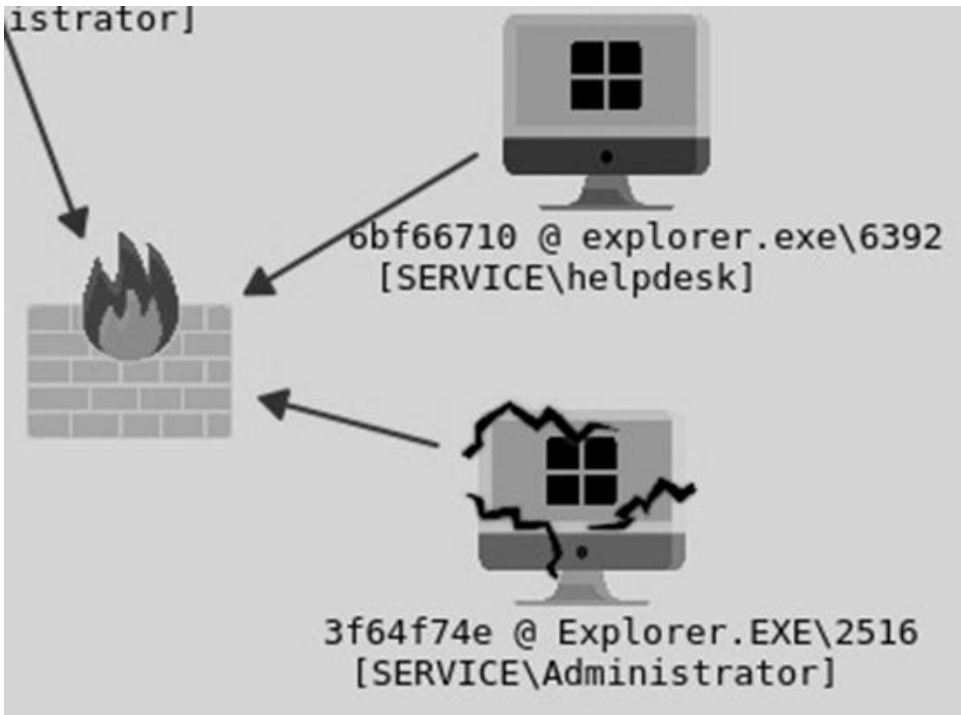 istrator]
6bf66710 @ explorer.exe\6392
[SERVICE\helpdesk]
3f64f74e @ Explorer.EXE\2516
[SERVICE\Administrator]